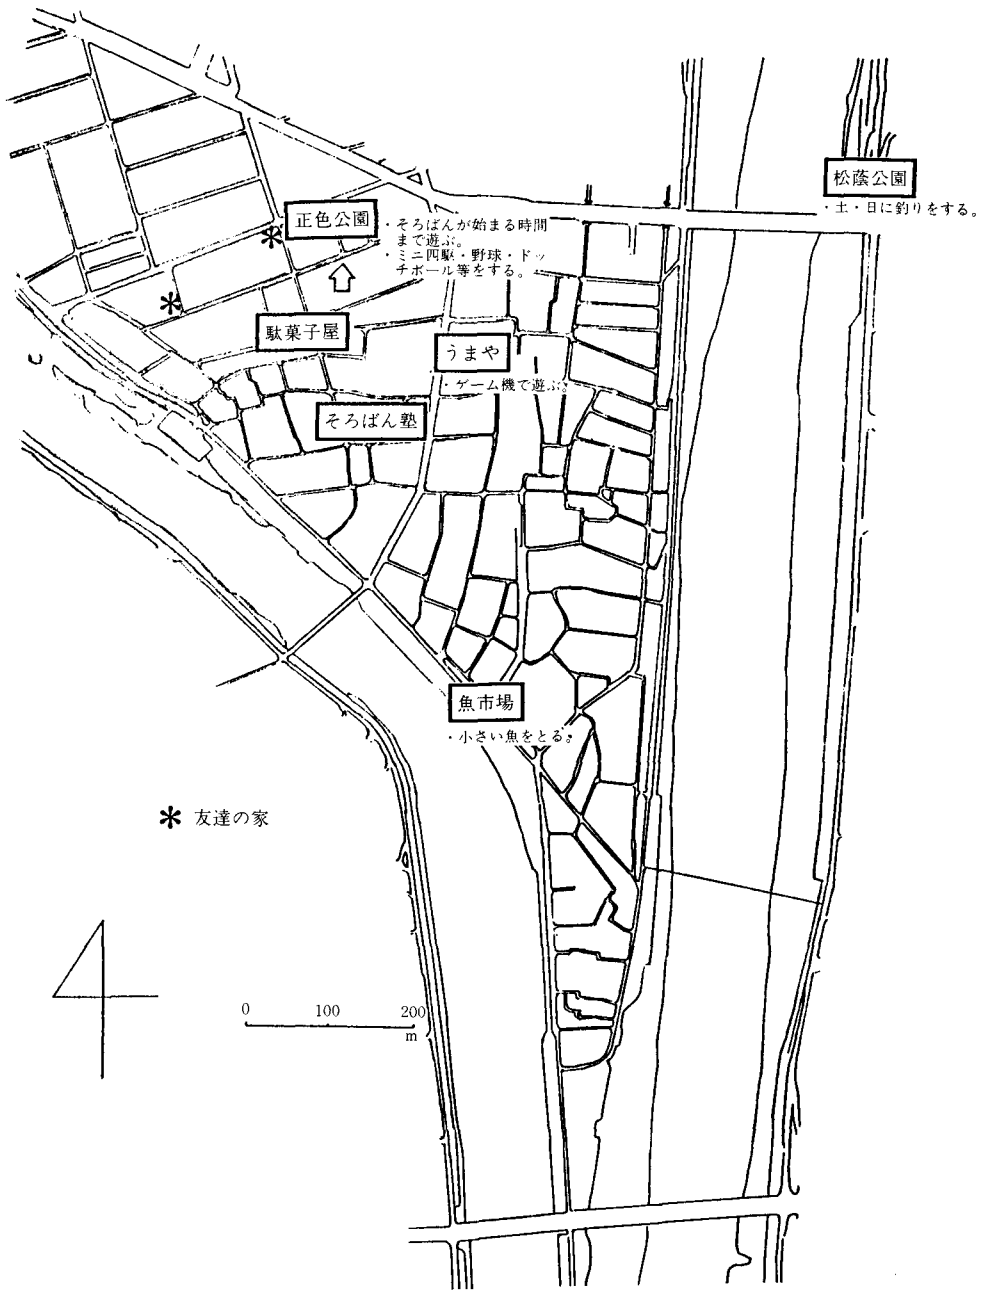 松蔭公園
・土・日に釣りをする。
正色公園
・そろばんが始まる時間
まで遊ぶ。
・ミニ四駆・野球・ドッ
チボール等をする。
駄菓子屋
うまや
・ゲーム機で遊ぶ。
そろばん塾
魚市場
・小さい魚をとる。
＊ 友達の家
0 100 200
m